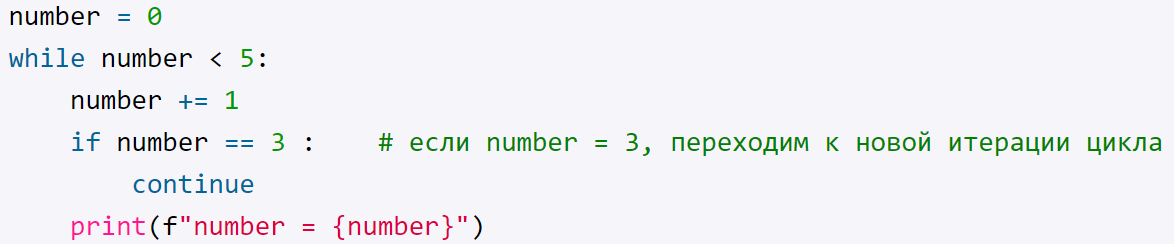 number = 0
while number < 5:
    number += 1
    if number == 3 :    # если number = 3, переходим к новой итерации цикла
        continue
    print(f"number = {number}")